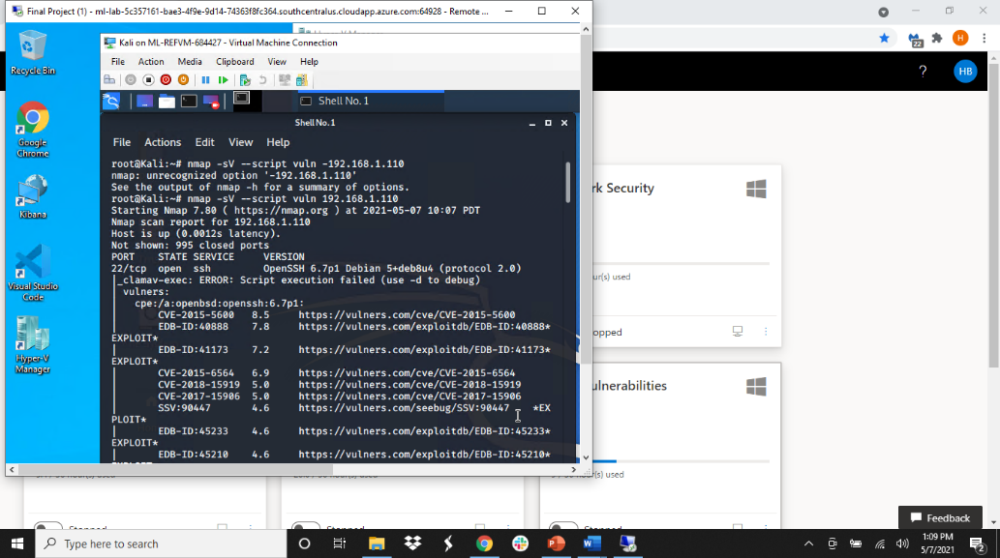 Final Project (1) - ml-lab-5c357161-bae3-4f9e-9d14-74363f8fc364.southcentralus.cloudapp.azure.com:64928 - Remote ...
Recycle Bin
Google
Chrome
Kibana
Visual Studio
Code
Hyper-V
Manager
Kali on ML-REFVM-684427 - Virtual Machine Connection
File Action Media Clipboard View Help
Shell No. 1
Shell No.1
File Actions Edit View Help
root@Kali:~# nmap -sV --script vuln -192.168.1.110
nmap: unrecognized option '-192.168.1.110'
See the output of nmap -h for a summary of options.
root@Kali:~# nmap -sV --script vuln 192.168.1.110
Starting Nmap 7.80 ( https://nmap.org ) at 2021-05-07 10:07 PDT
Nmap scan report for 192.168.1.110
Host is up (0.0012s latency).
Not shown: 995 closed ports
PORT STATE SERVICE VERSION
22/tcp open ssh OpenSSH 6.7p1 Debian 5+deb8u4 (protocol 2.0)
|_clamav-exec: ERROR: Script execution failed (use -d to debug)
| vulners:
| cpe:/a:openbsd:openssh:6.7p1:
| CVE-2015-5600 8.5 https://vulners.com/cve/CVE-2015-5600
| EDB-ID:40888 7.8 https://vulners.com/exploitdb/EDB-ID:40888*
EXPLOIT*
| EDB-ID:41173 7.2 https://vulners.com/exploitdb/EDB-ID:41173*
EXPLOIT*
| CVE-2015-6564 6.9 https://vulners.com/cve/CVE-2015-6564
| CVE-2018-15919 5.0 https://vulners.com/cve/CVE-2018-15919
| CVE-2017-15906 5.0 https://vulners.com/cve/CVE-2017-15906
| SSV:90447 4.6 https://vulners.com/seebug/SSV:90447 *EX
PLOIT*
| EDB-ID:45233 4.6 https://vulners.com/exploitdb/EDB-ID:45233*
EXPLOIT*
| EDB-ID:45210 4.6 https://vulners.com/exploitdb/EDB-ID:45210*
22
H
?
HB
rk Security
ur(s) used
opped
ulnerabilities
hour(s) used
Stopped
Stopped
Stopped
Feedback
Type here to search
1:09 PM
5/7/2021
2